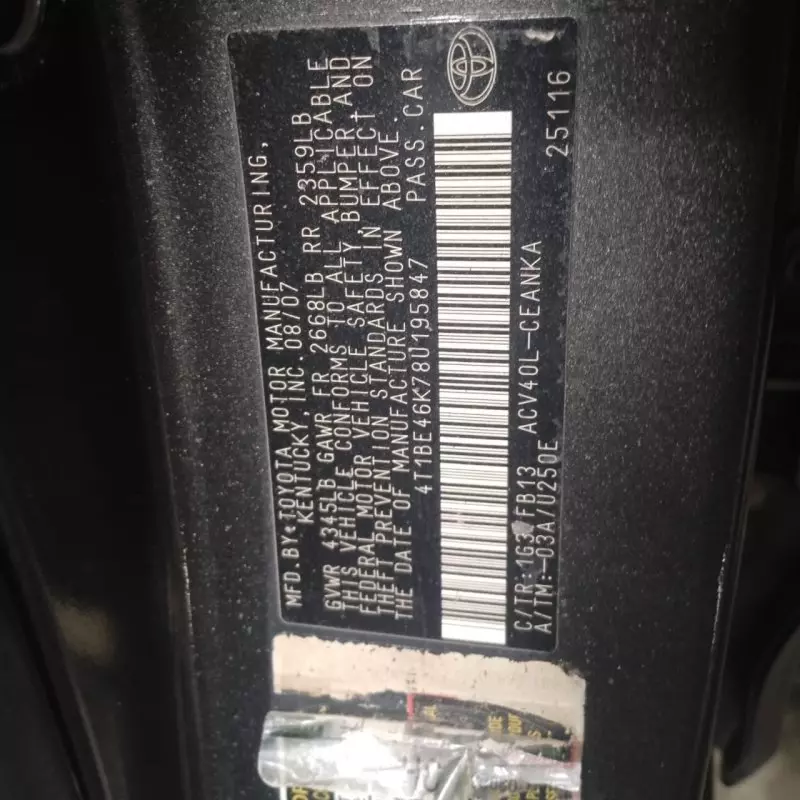 MFD.BY:TOYOTA MOTOR MANUFACTURING,
KENTUCKY, INC. 08/07
GVWR 4345LB GAWR FR 2668LB RR 2359LB
THIS VEHICLE CONFORMS TO ALL APPLICABLE
FEDERAL MOTOR VEHICLE SAFETY, BUMPER AND
THEFT PREVENTION STANDARDS IN EFFECT ON
THE DATE OF MANUFACTURE SHOWN ABOVE.
4T1BE46K78U195847 PASS.CAR
C/TR:1G3/FB13 ACV40L-CEANKA
A/TM:-03A/U250E 25116